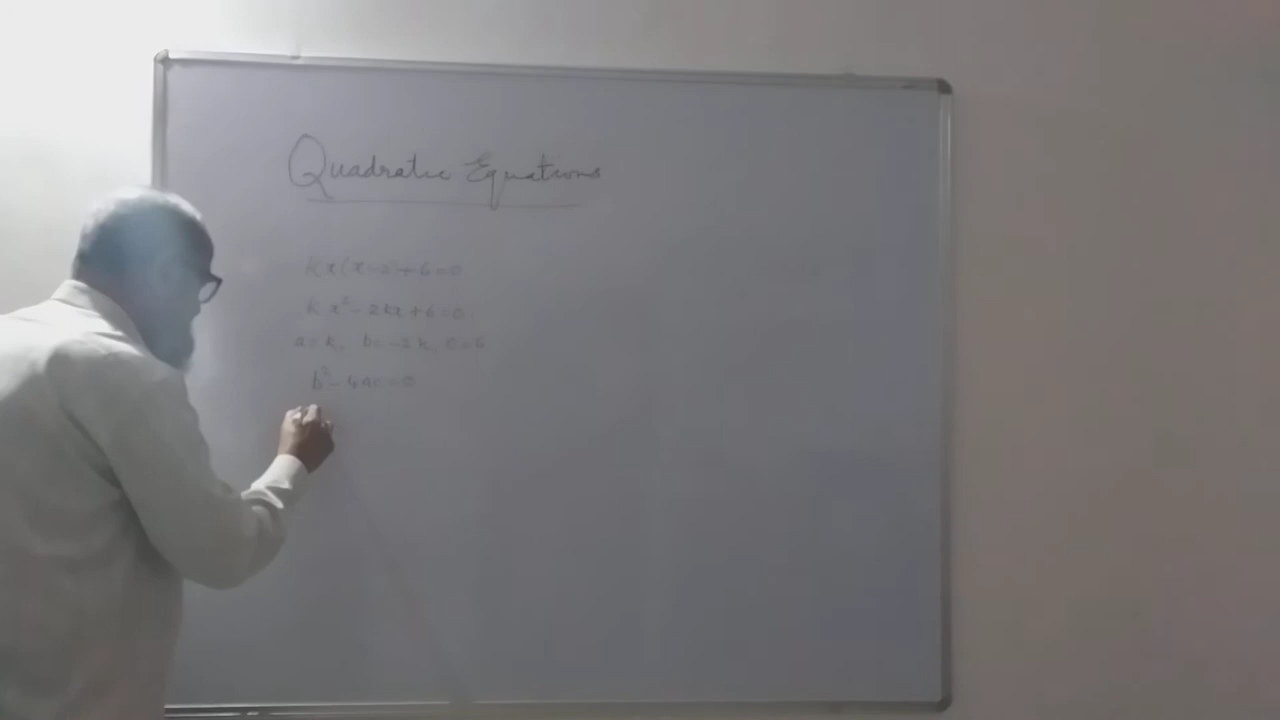 Quadratic Equations
kx(x-2)+6=0
kx²-2kx+6=0.
a=k, b=-2k, c=6
b²-4ac=0